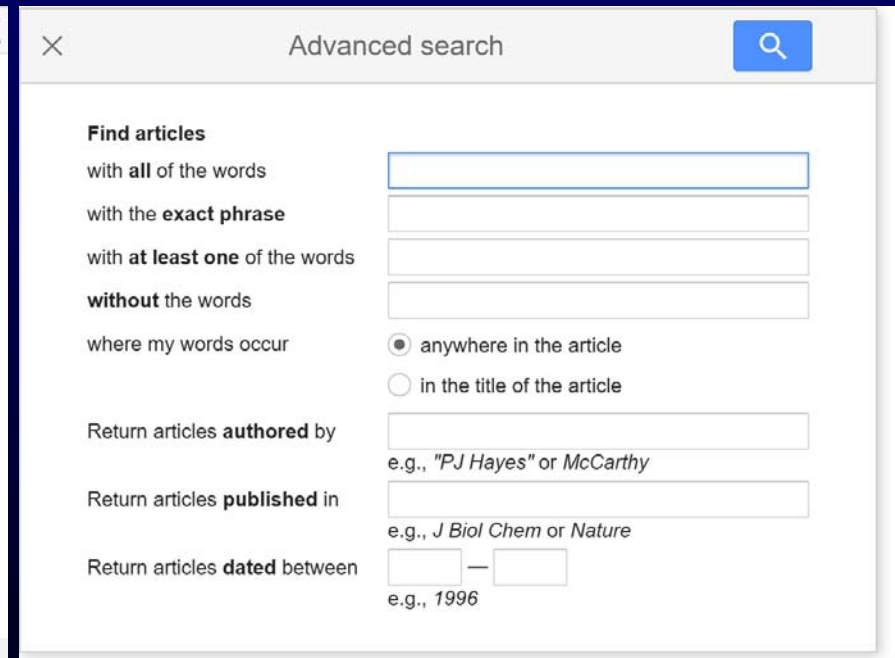 Advanced search
Find articles
with all of the words
with the exact phrase
with at least one of the words
without the words
where my words occur
anywhere in the article
in the title of the article
Return articles authored by
e.g., "PJ Hayes" or McCarthy
Return articles published in
e.g., J Biol Chem or Nature
Return articles dated between
—
e.g., 1996